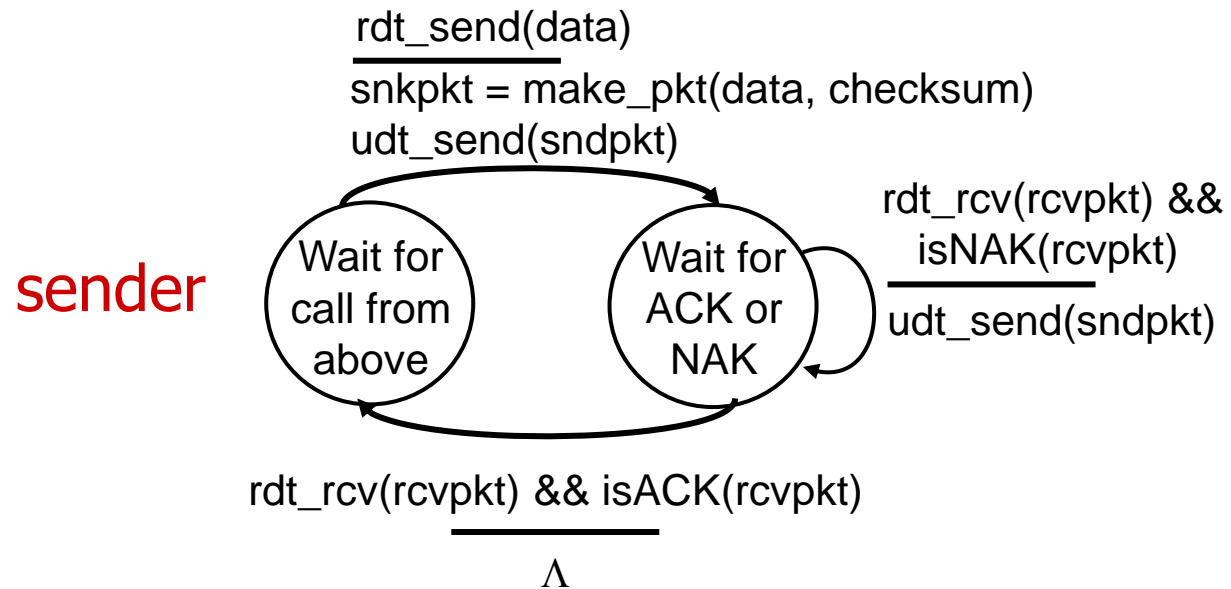 rdt_send(data)
snkpkt = make_pkt(data, checksum)
udt_send(sndpkt)
sender
Wait for
call from
above
Wait for
ACK or
NAK
rdt_rcv(rcvpkt) &&
isNAK(rcvpkt)
udt_send(sndpkt)
rdt_rcv(rcvpkt) && isACK(rcvpkt)
Λ